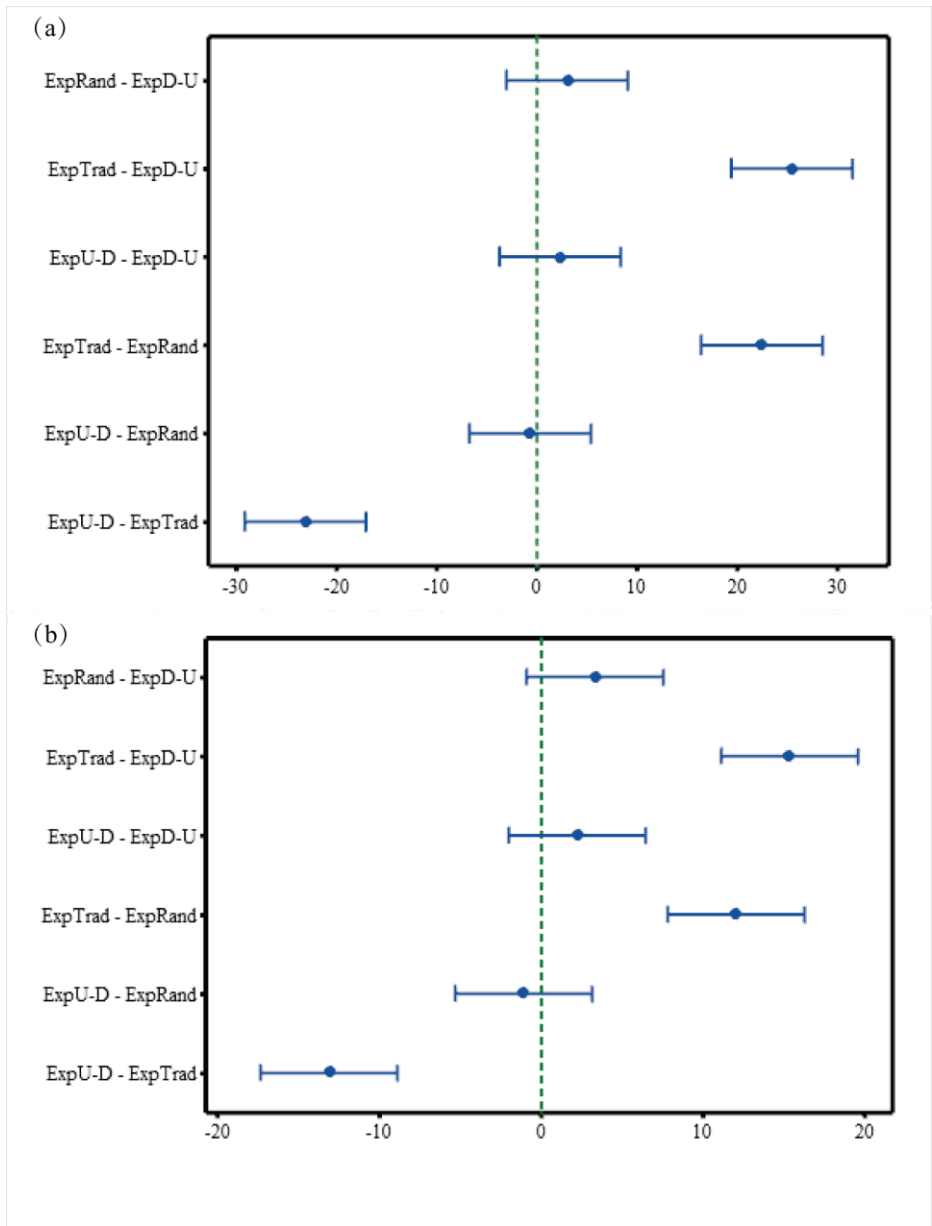 (a)
ExpRand - ExpD-U
ExpTrad - ExpD-U
ExpU-D - ExpD-U
ExpTrad - ExpRand
ExpU-D - ExpRand
ExpU-D - ExpTrad
-30 -20 -10 0 10 20 30
(b)
ExpRand - ExpD-U
ExpTrad - ExpD-U
ExpU-D - ExpD-U
ExpTrad - ExpRand
ExpU-D - ExpRand
ExpU-D - ExpTrad
-20 -10 0 10 20